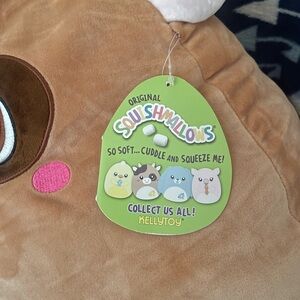 ORIGINAL
SQUISHMALLOWS
SO SOFT... CUDDLE AND SQUEEZE ME!
COLLECT US ALL!
KELLYTOY